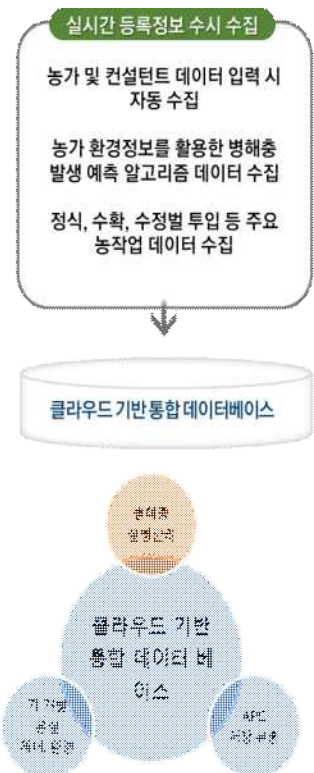 실시간 등록정보 수시 수집
농가 및 컨설턴트 데이터 입력 시
자동 수집
농가 환경정보를 활용한 병해충
발생 예측 알고리즘 데이터 수집
정식, 수확, 수정벌 투입 등 주요
농작업 데이터 수집
클라우드 기반 통합 데이터베이스
클라우드 기반
통합 데이터 베
이스
온실
APC